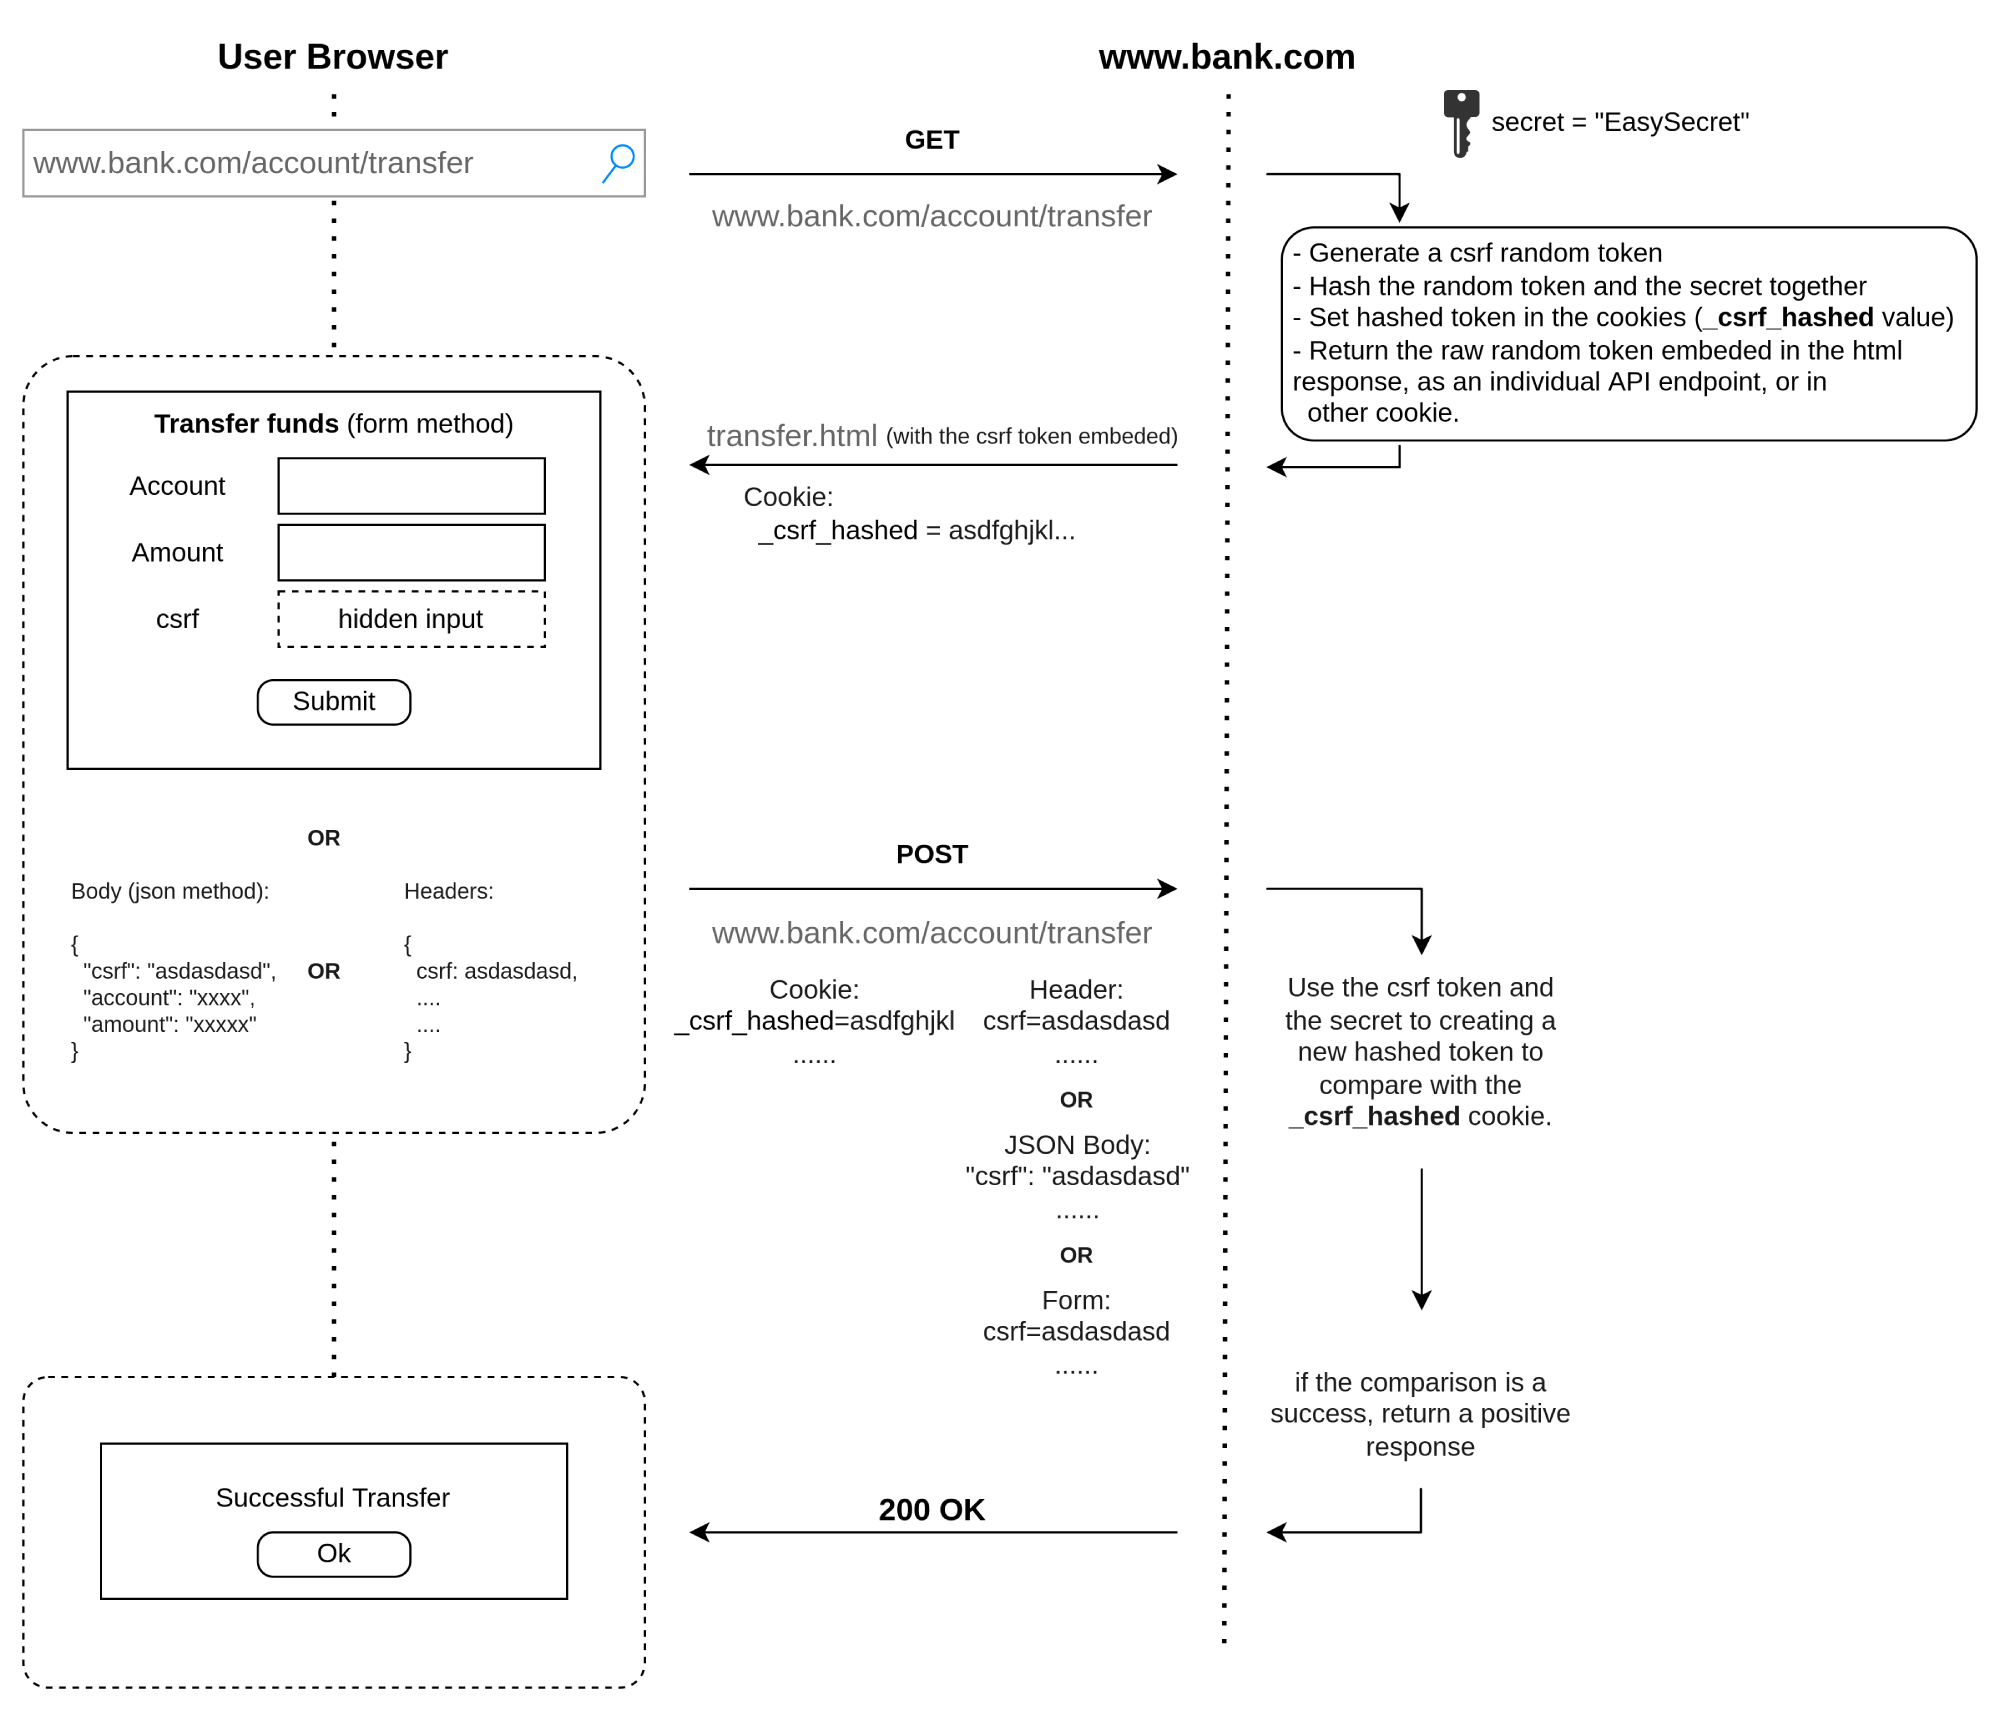 User Browser
www.bank.com
secret = "EasySecret"
www.bank.com/account/transfer
GET
www.bank.com/account/transfer
- Generate a csrf random token
- Hash the random token and the secret together
- Set hashed token in the cookies (_csrf_hashed value)
- Return the raw random token embeded in the html
response, as an individual API endpoint, or in
other cookie.
transfer.html (with the csrf token embeded)
Cookie:
_csrf_hashed = asdfghjkl...
Transfer funds (form method)
Account
Amount
csrf hidden input
Submit
OR
Body (json method):
{
"csrf": "asdasdasd",
"account": "xxxx",
"amount": "xxxxx"
}
OR
Headers:
{
csrf: asdasdasd,
....
....
}
POST
www.bank.com/account/transfer
Cookie:
_csrf_hashed=asdfghjkl
......
Header:
csrf=asdasdasd
......
OR
JSON Body:
"csrf": "asdasdasd"
......
OR
Form:
csrf=asdasdasd
......
Use the csrf token and
the secret to creating a
new hashed token to
compare with the
_csrf_hashed cookie.
if the comparison is a
success, return a positive
response
200 OK
Successful Transfer
Ok